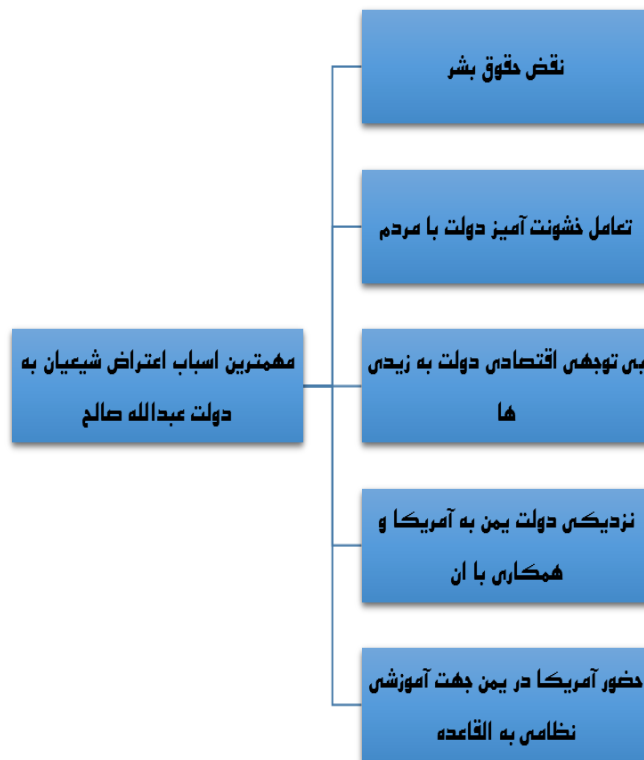 نقض حقوق بشر
تعامل خشونت آمیز دولت با مردم
بی توجهی اقتصادی دولت به زیدی
ها
مهمترین اسباب اعتراض شیعیان به
دولت عبدالله صالح
نزدیکی دولت یمن به آمریکا و
همکاری با ان
حضور آمریکا در یمن جهت آموزشی
نظامی به القاعده